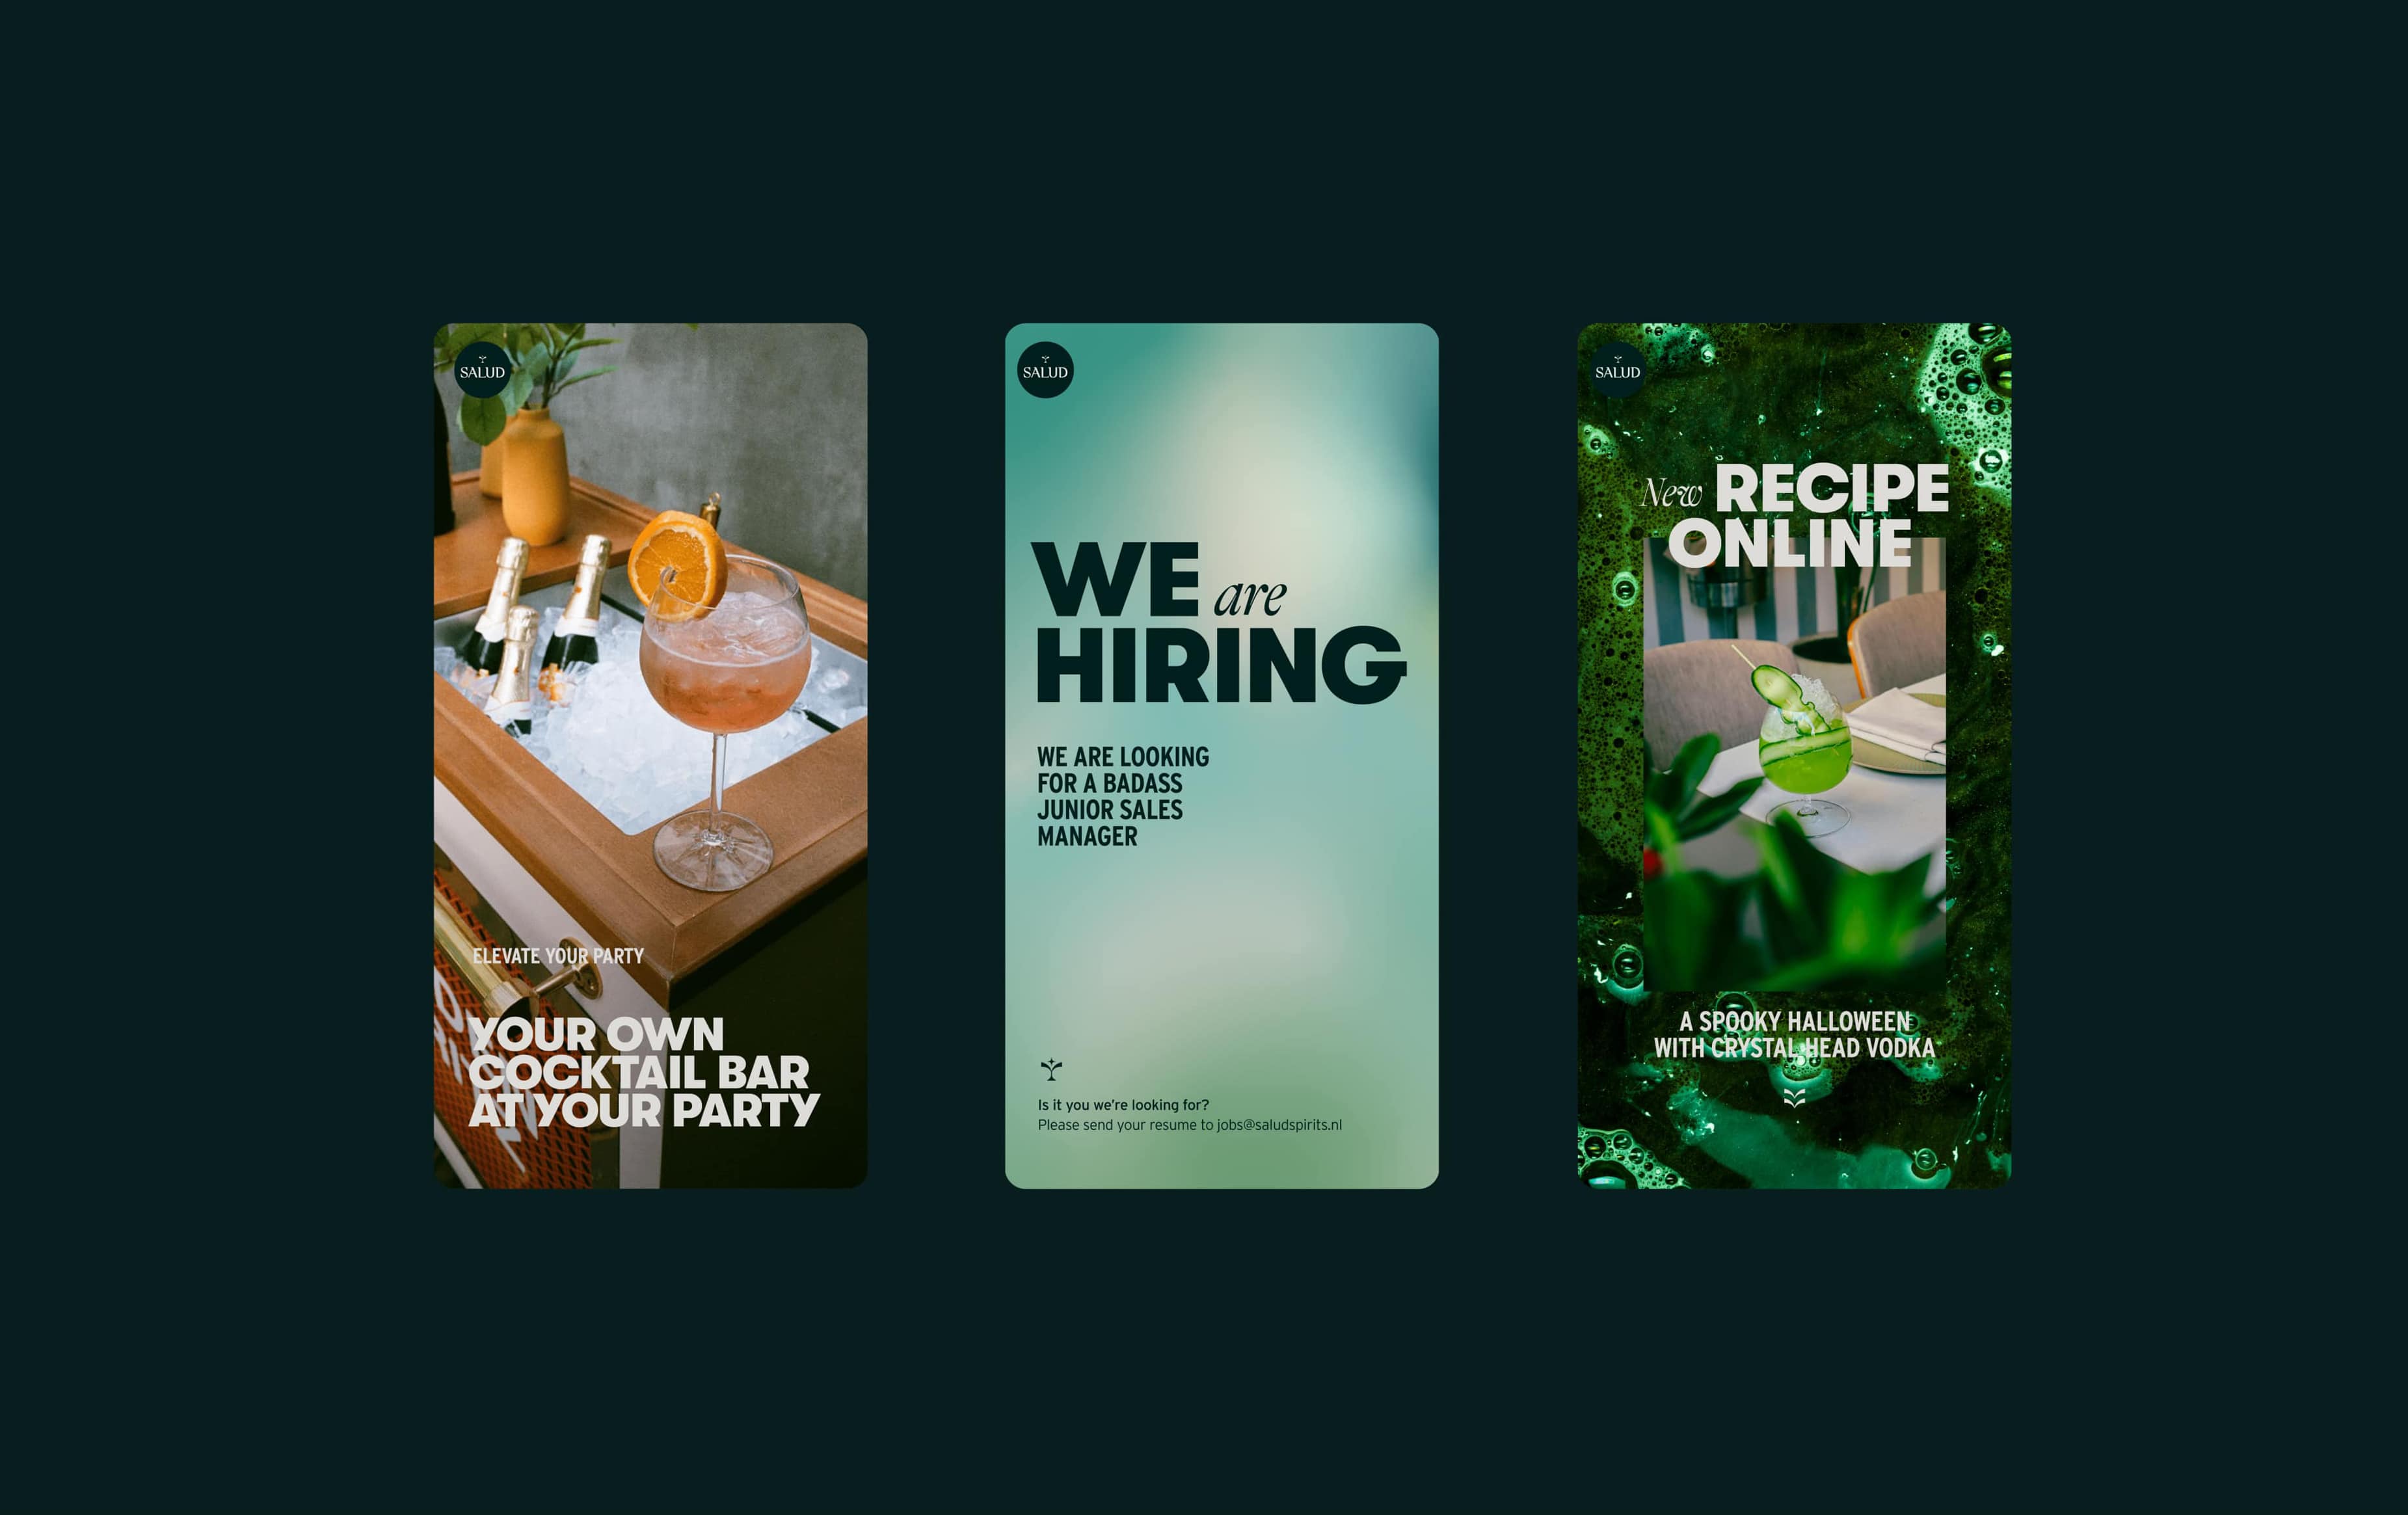 SALUD
ELEVATE YOUR PARTY
YOUR OWN
COCKTAIL BAR
AT YOUR PARTY
SALUD
WE are
HIRING
WE ARE LOOKING
FOR A BADASS
JUNIOR SALES
MANAGER
Is it you we're looking for?
Please send your resume to jobs@saludspirits.nl
SALUD
New RECIPE
ONLINE
A SPOOKY HALLOWEEN
WITH CRYSTAL HEAD VODKA